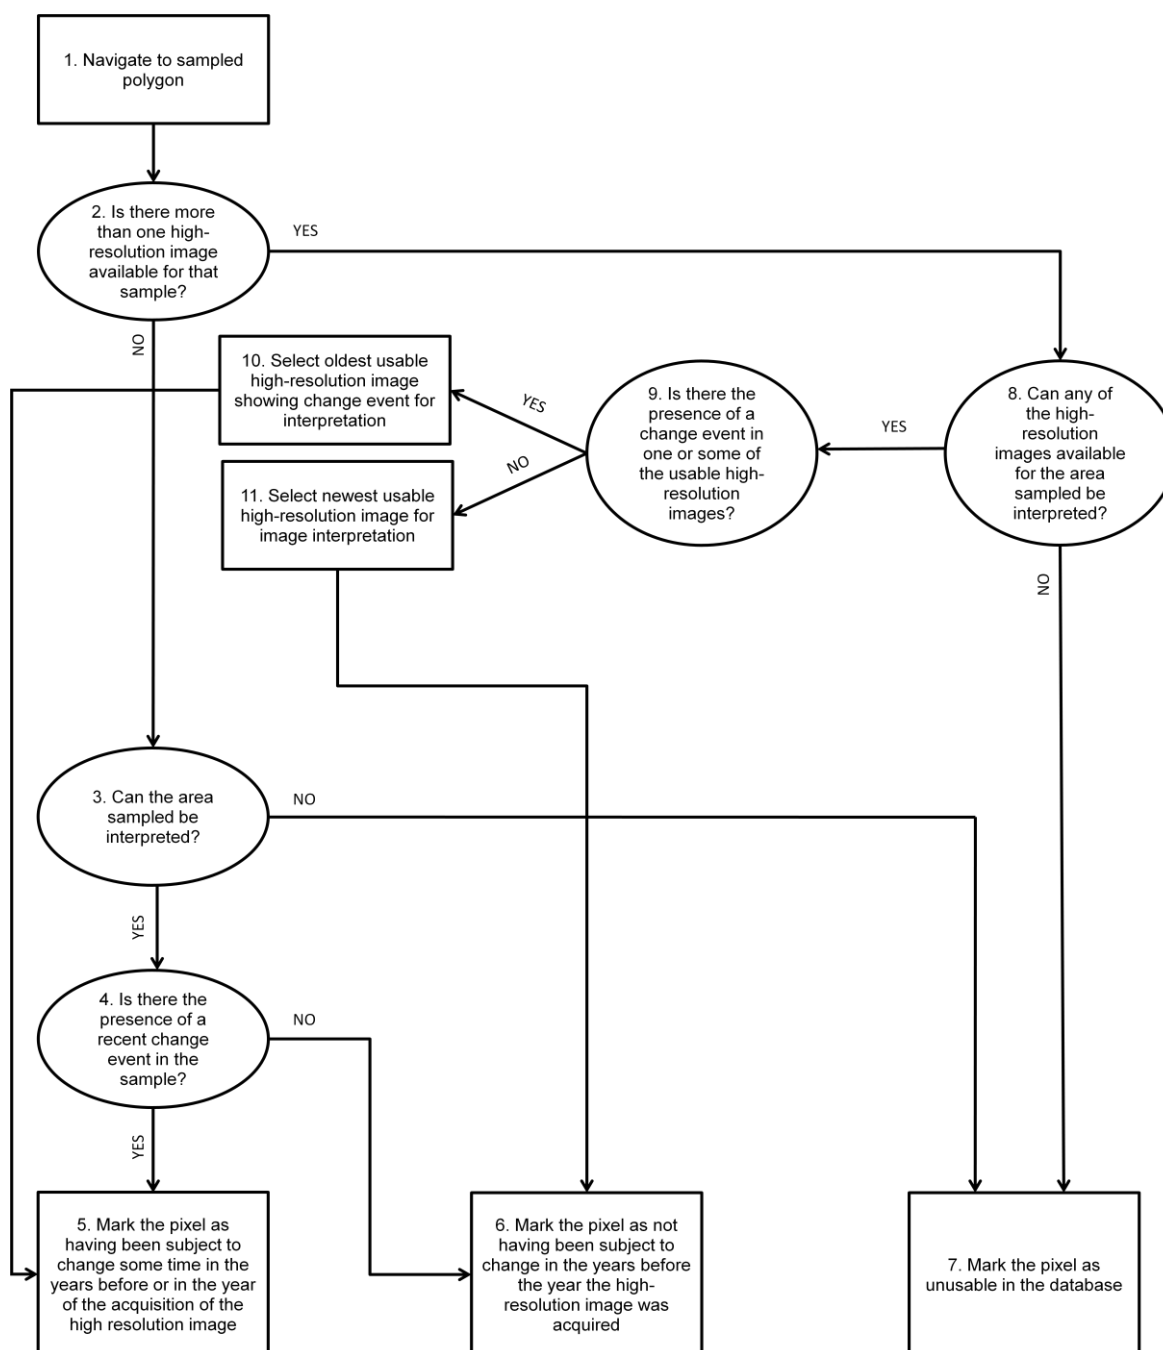 1. Navigate to sampled
polygon
2. Is there more
than one high-
resolution image
available for that
sample?
YES
NO
10. Select oldest usable
high-resolution image
showing change event for
interpretation
YES
9. Is there the
presence of a
change event in
one or some of
the usable high-
resolution
images?
YES
8. Can any of
the high-
resolution
images available
for the area
sampled be
interpreted?
NO
11. Select newest usable
high-resolution image for
image interpretation
NO
3. Can the area
sampled be
interpreted?
NO
YES
4. Is there the
presence of a
recent change
event in the
sample?
NO
YES
5. Mark the pixel as
having been subject to
change some time in the
years before or in the year
of the acquisition of the
high resolution image
6. Mark the pixel as not
having been subject to
change in the years before
the year the high-
resolution image was
acquired
7. Mark the pixel as
unusable in the database